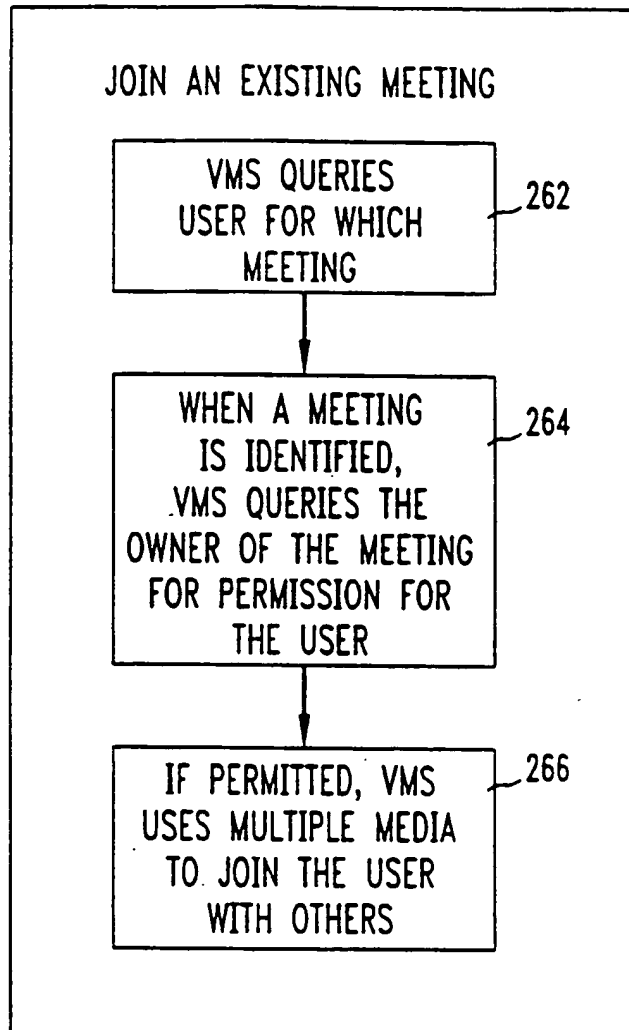 JOIN AN EXISTING MEETING
VMS QUERIES
USER FOR WHICH
MEETING
262
WHEN A MEETING
IS IDENTIFIED,
VMS QUERIES THE
OWNER OF THE MEETING
FOR PERMISSION FOR
THE USER
264
IF PERMITTED, VMS
USES MULTIPLE MEDIA
TO JOIN THE USER
WITH OTHERS
266